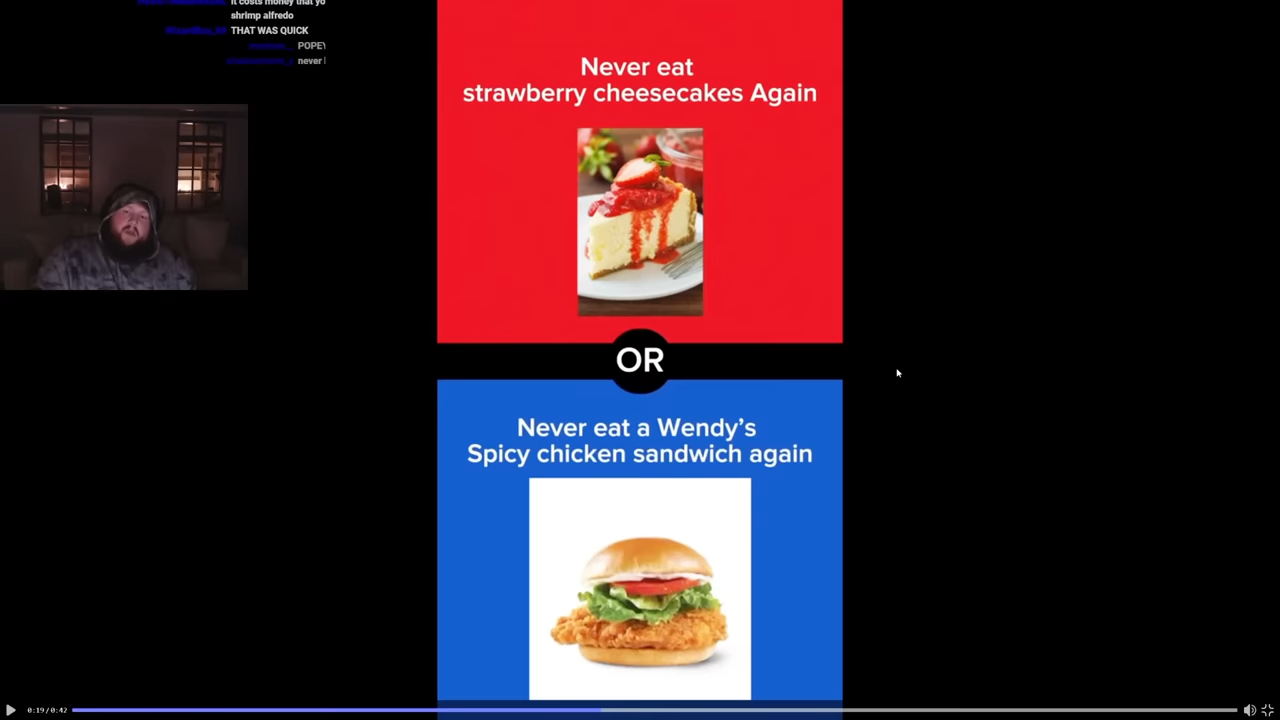 it costs money that yo
shrimp alfredo
THAT WAS QUICK
POPEY
never
Never eat
strawberry cheesecakes Again
OR
Never eat a Wendy's
Spicy chicken sandwich again
0:19/0:42